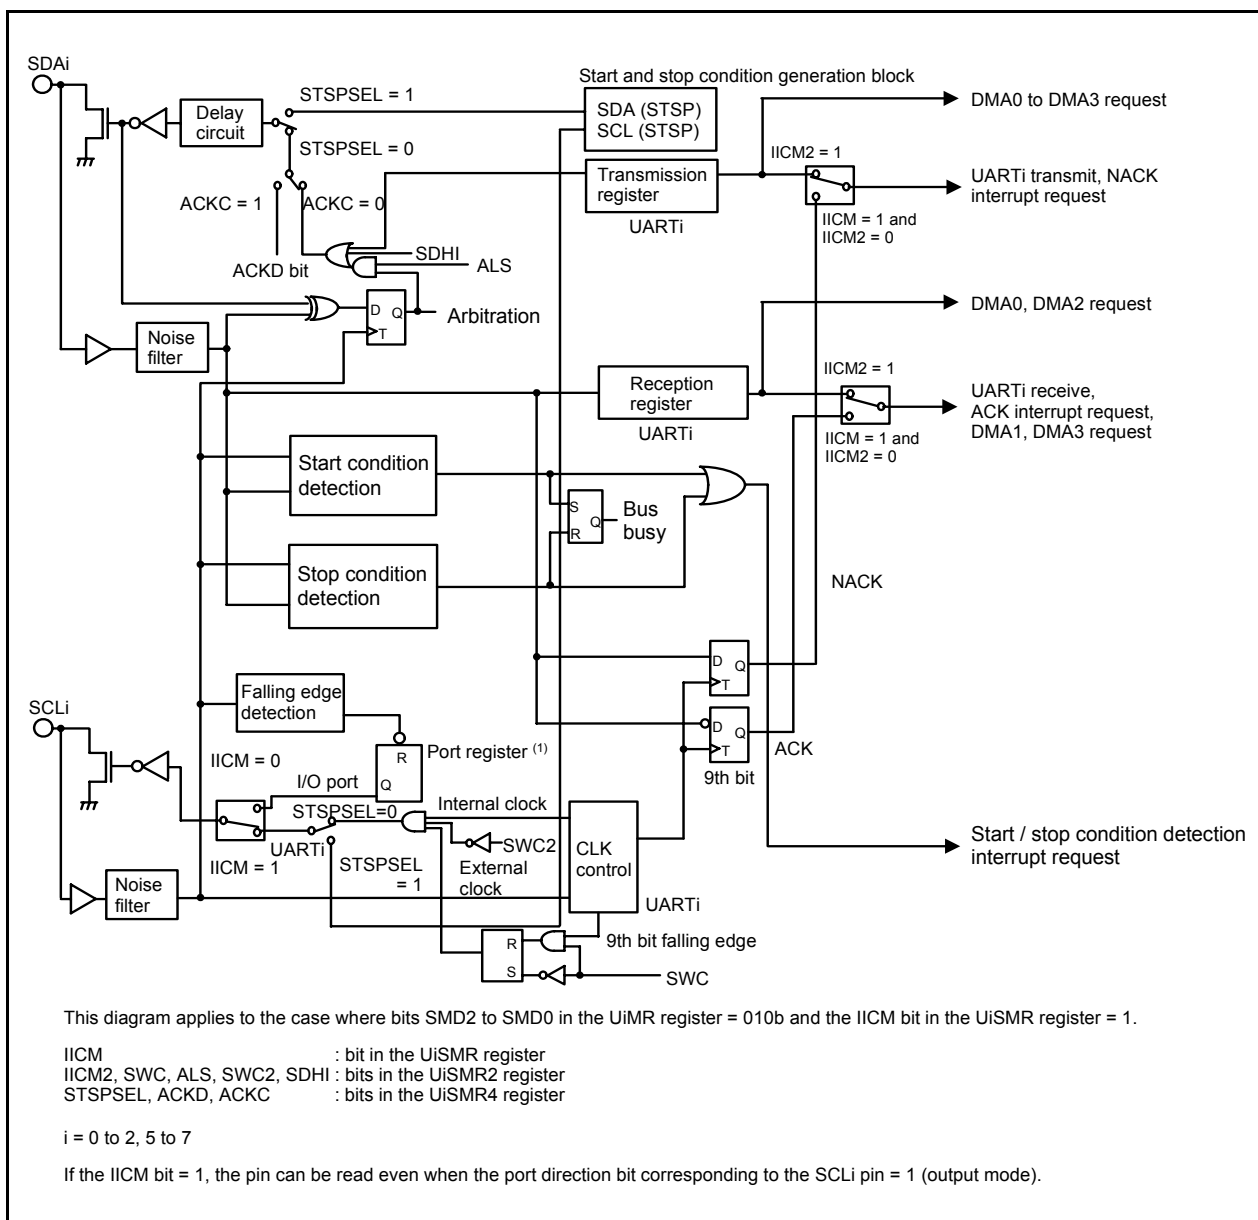 SDAi
STSPSEL = 1
Start and stop condition generation block
SDA (STSP)
SCL (STSP)
DMA0 to DMA3 request
Delay
circuit
STSPSEL = 0
IICM2 = 1
Transmission
register
UARTi
UARTi transmit, NACK
interrupt request
ACKC = 1
ACKC = 0
IICM = 1 and
IICM2 = 0
SDHI
ALS
ACKD bit
D
Q
T
Arbitration
DMA0, DMA2 request
Noise
filter
IICM2 = 1
Reception
register
UARTi
UARTi receive,
ACK interrupt request,
DMA1, DMA3 request
IICM = 1 and
IICM2 = 0
Start condition
detection
S
Q
R
Bus
busy
Stop condition
detection
NACK
D
Q
T
Falling edge
detection
SCLi
D
Q
T
ACK
9th bit
R
Q
Port register (1)
IICM = 0
I/O port
STSPSEL=0
Internal clock
UARTi
SWC2
CLK
control
Start / stop condition detection
interrupt request
IICM = 1
STSPSEL
= 1
External
clock
Noise
filter
UARTi
R
S
9th bit falling edge
SWC
This diagram applies to the case where bits SMD2 to SMD0 in the UiMR register = 010b and the IICM bit in the UiSMR register = 1.
IICM : bit in the UiSMR register
IICM2, SWC, ALS, SWC2, SDHI : bits in the UiSMR2 register
STSPSEL, ACKD, ACKC : bits in the UiSMR4 register
i = 0 to 2, 5 to 7
If the IICM bit = 1, the pin can be read even when the port direction bit corresponding to the SCLi pin = 1 (output mode).